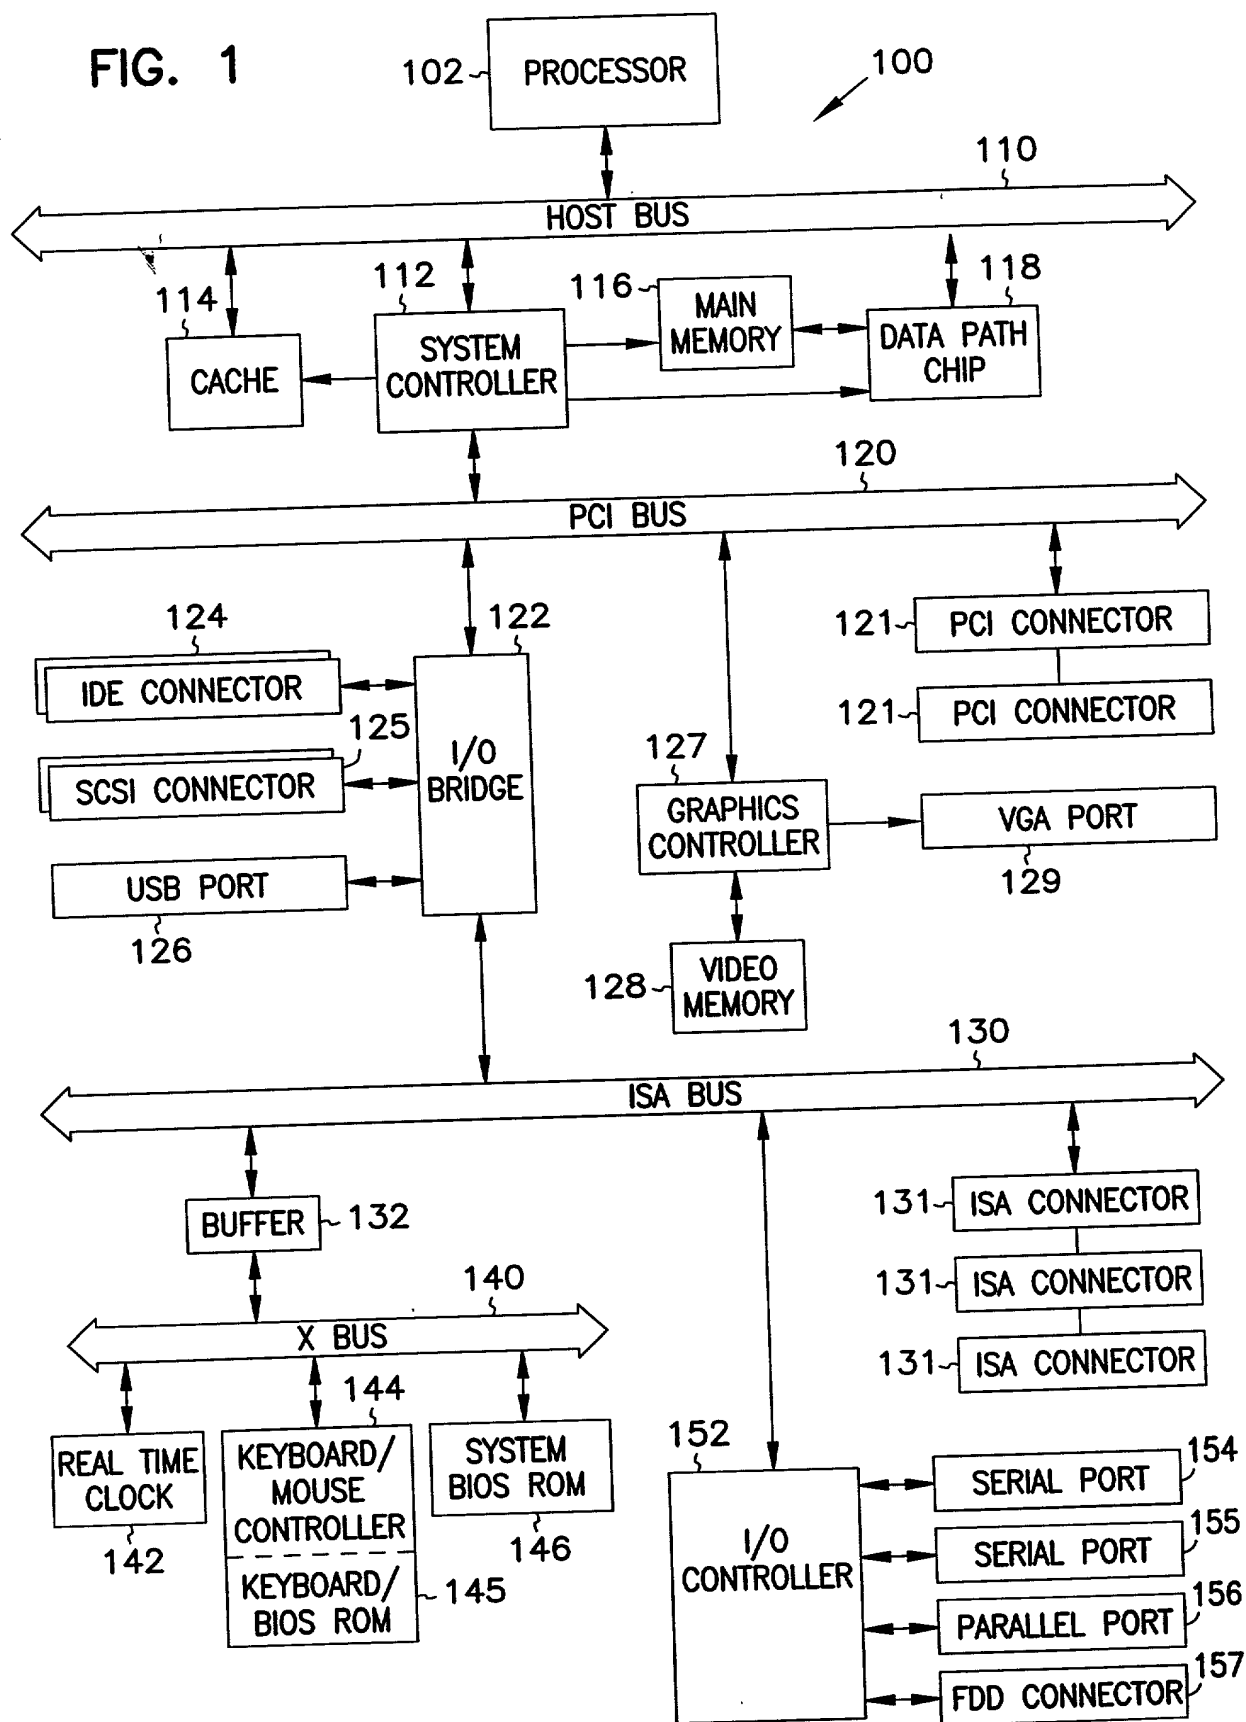 FIG. 1
102
PROCESSOR
100
110
HOST BUS
114
112
116
118
CACHE
SYSTEM
CONTROLLER
MAIN
MEMORY
DATA PATH
CHIP
120
PCI BUS
124
122
IDE CONNECTOR
125
SCSI CONNECTOR
I/O
BRIDGE
USB PORT
126
121
PCI CONNECTOR
121
PCI CONNECTOR
127
GRAPHICS
CONTROLLER
VGA PORT
129
128
VIDEO
MEMORY
130
ISA BUS
BUFFER
132
131
ISA CONNECTOR
131
ISA CONNECTOR
131
ISA CONNECTOR
140
X BUS
REAL TIME
CLOCK
142
144
KEYBOARD/
MOUSE
CONTROLLER
KEYBOARD/
BIOS ROM
145
SYSTEM
BIOS ROM
146
152
I/O
CONTROLLER
SERIAL PORT
154
SERIAL PORT
155
PARALLEL PORT
156
FDD CONNECTOR
157